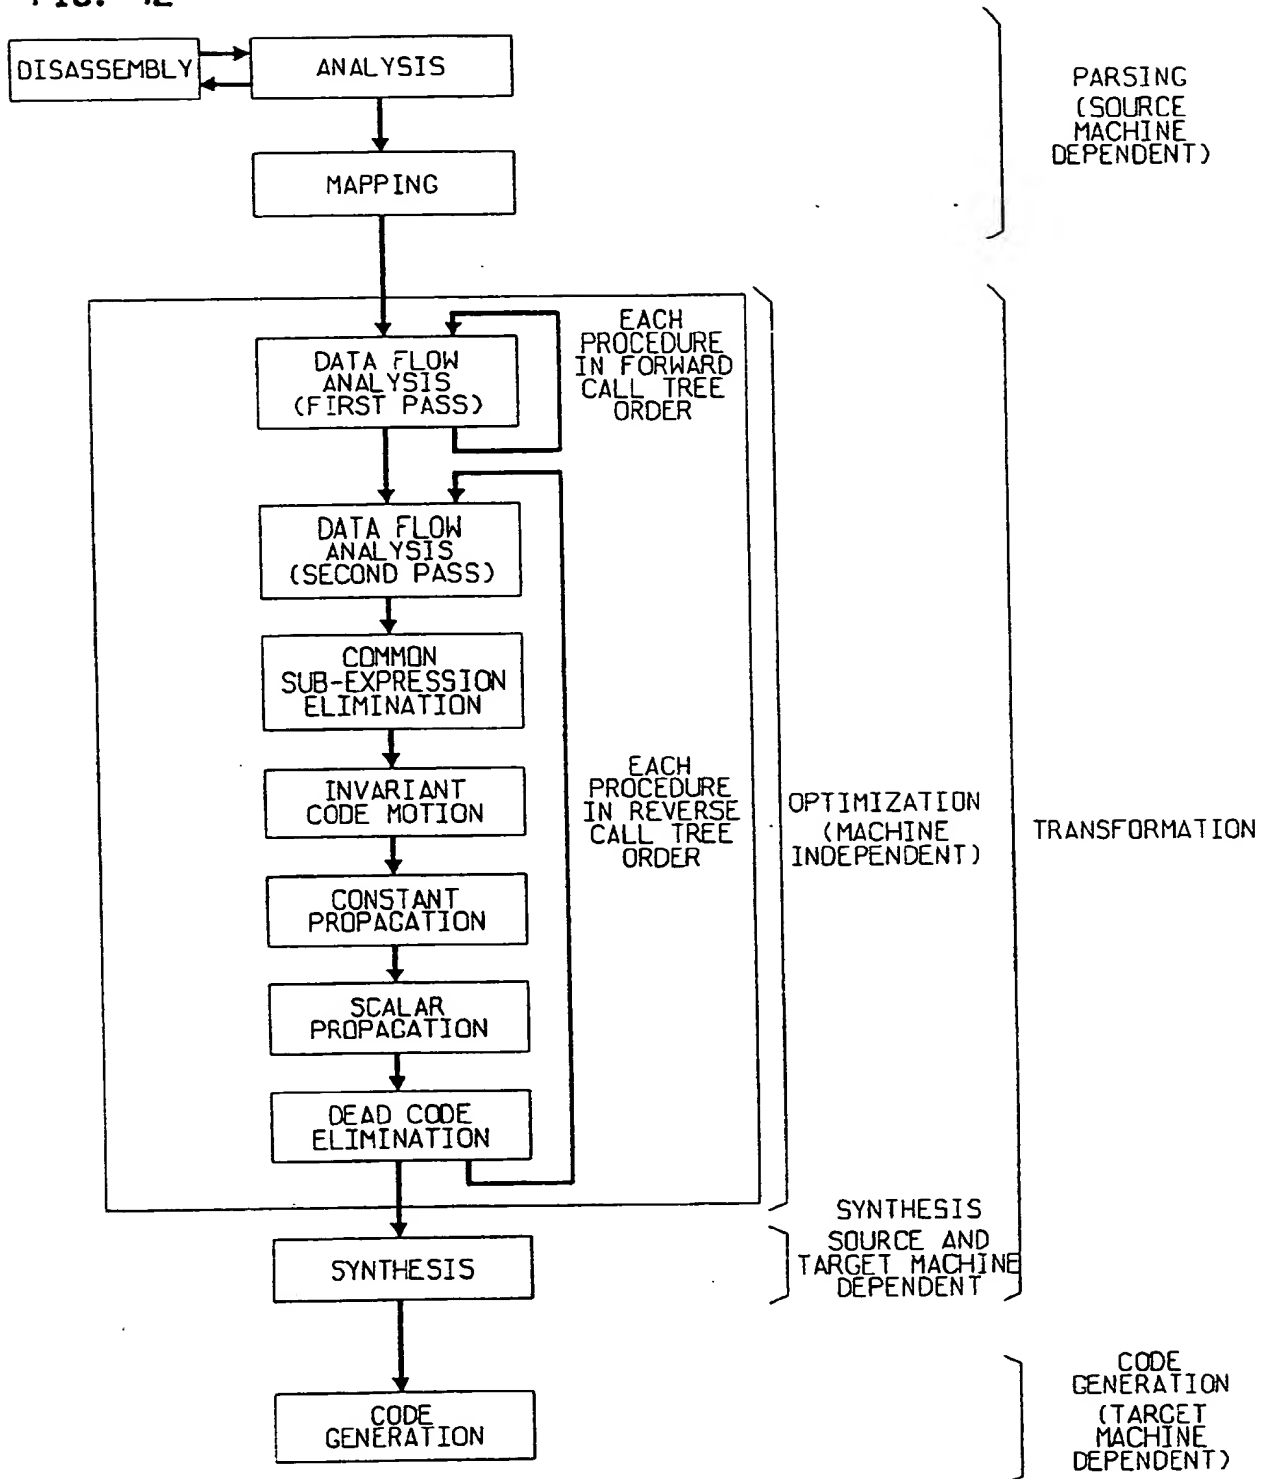 FIG. 42
DISASSEMBLY
ANALYSIS
MAPPING
PARSING
(SOURCE
MACHINE
DEPENDENT)
DATA FLOW
ANALYSIS
(FIRST PASS)
EACH
PROCEDURE
IN FORWARD
CALL TREE
ORDER
DATA FLOW
ANALYSIS
(SECOND PASS)
COMMON
SUB-EXPRESSION
ELIMINATION
INVARIANT
CODE MOTION
CONSTANT
PROPAGATION
SCALAR
PROPAGATION
DEAD CODE
ELIMINATION
EACH
PROCEDURE
IN REVERSE
CALL TREE
ORDER
OPTIMIZATION
(MACHINE
INDEPENDENT)
TRANSFORMATION
SYNTHESIS
SYNTHESIS
SOURCE AND
TARGET MACHINE
DEPENDENT
CODE
GENERATION
CODE
GENERATION
(TARGET
MACHINE
DEPENDENT)